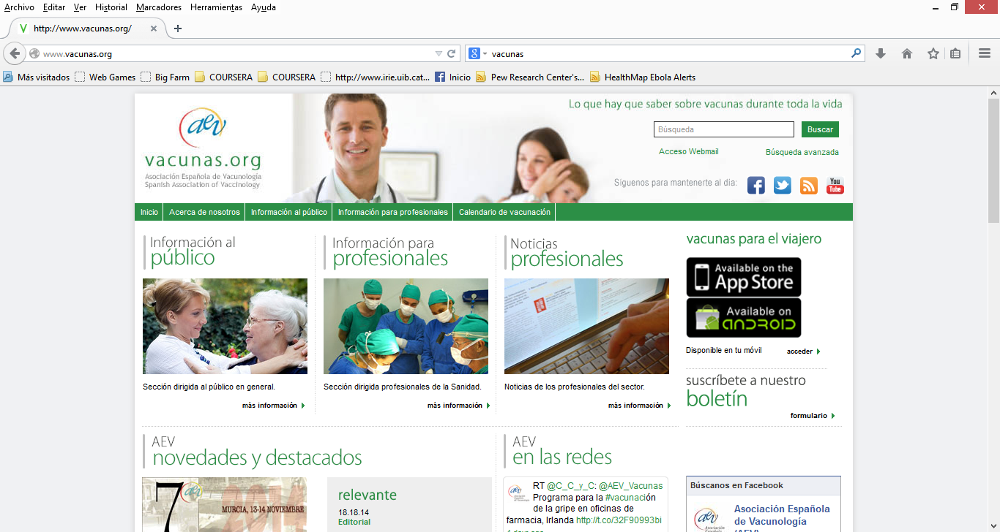 Archivo Editar Ver Historial Marcadores Herramientas Ayuda
http://www.vacunas.org/
www.vacunas.org
vacunas
Más visitados Web Games Big Farm COURSERA COURSERA http://www.irie.uib.cat... Inicio Pew Research Center's... HealthMap Ebola Alerts
aev
vacunas.org
Asociación Española de Vacunología
Spanish Association of Vaccinology
Lo que hay que saber sobre vacunas durante toda la vida
Búsqueda Buscar
Acceso Webmail Búsqueda avanzada
Siguenos para mantenerte al dia:
You Tube
Inicio Acerca de nosotros Información al público Información para profesionales Calendario de vacunación
Información al
público
Sección dirigida al público en general.
más información
Información para
profesionales
Sección dirigida profesionales de la Sanidad.
más información
Noticias
profesionales
Noticias de los profesionales del sector.
más información
vacunas para el viajero
Available on the
App Store
Available on
ANDROID
Disponible en tu móvil acceder
suscríbete a nuestro
boletín
formulario
AEV
novedades y destacados
7
aev
MURCIA, 13-14 NOVIEMBRE
relevante
18.18.14
Editorial
AEV
en las redes
aev
RT @C_C_y_C: @AEV_Vacunas
Programa para la #vacunación
de la gripe en oficinas de
farmacia, Irlanda http://t.co/32F90993bi
Búscanos en Facebook
aev
Asociación Española
de Vacunología